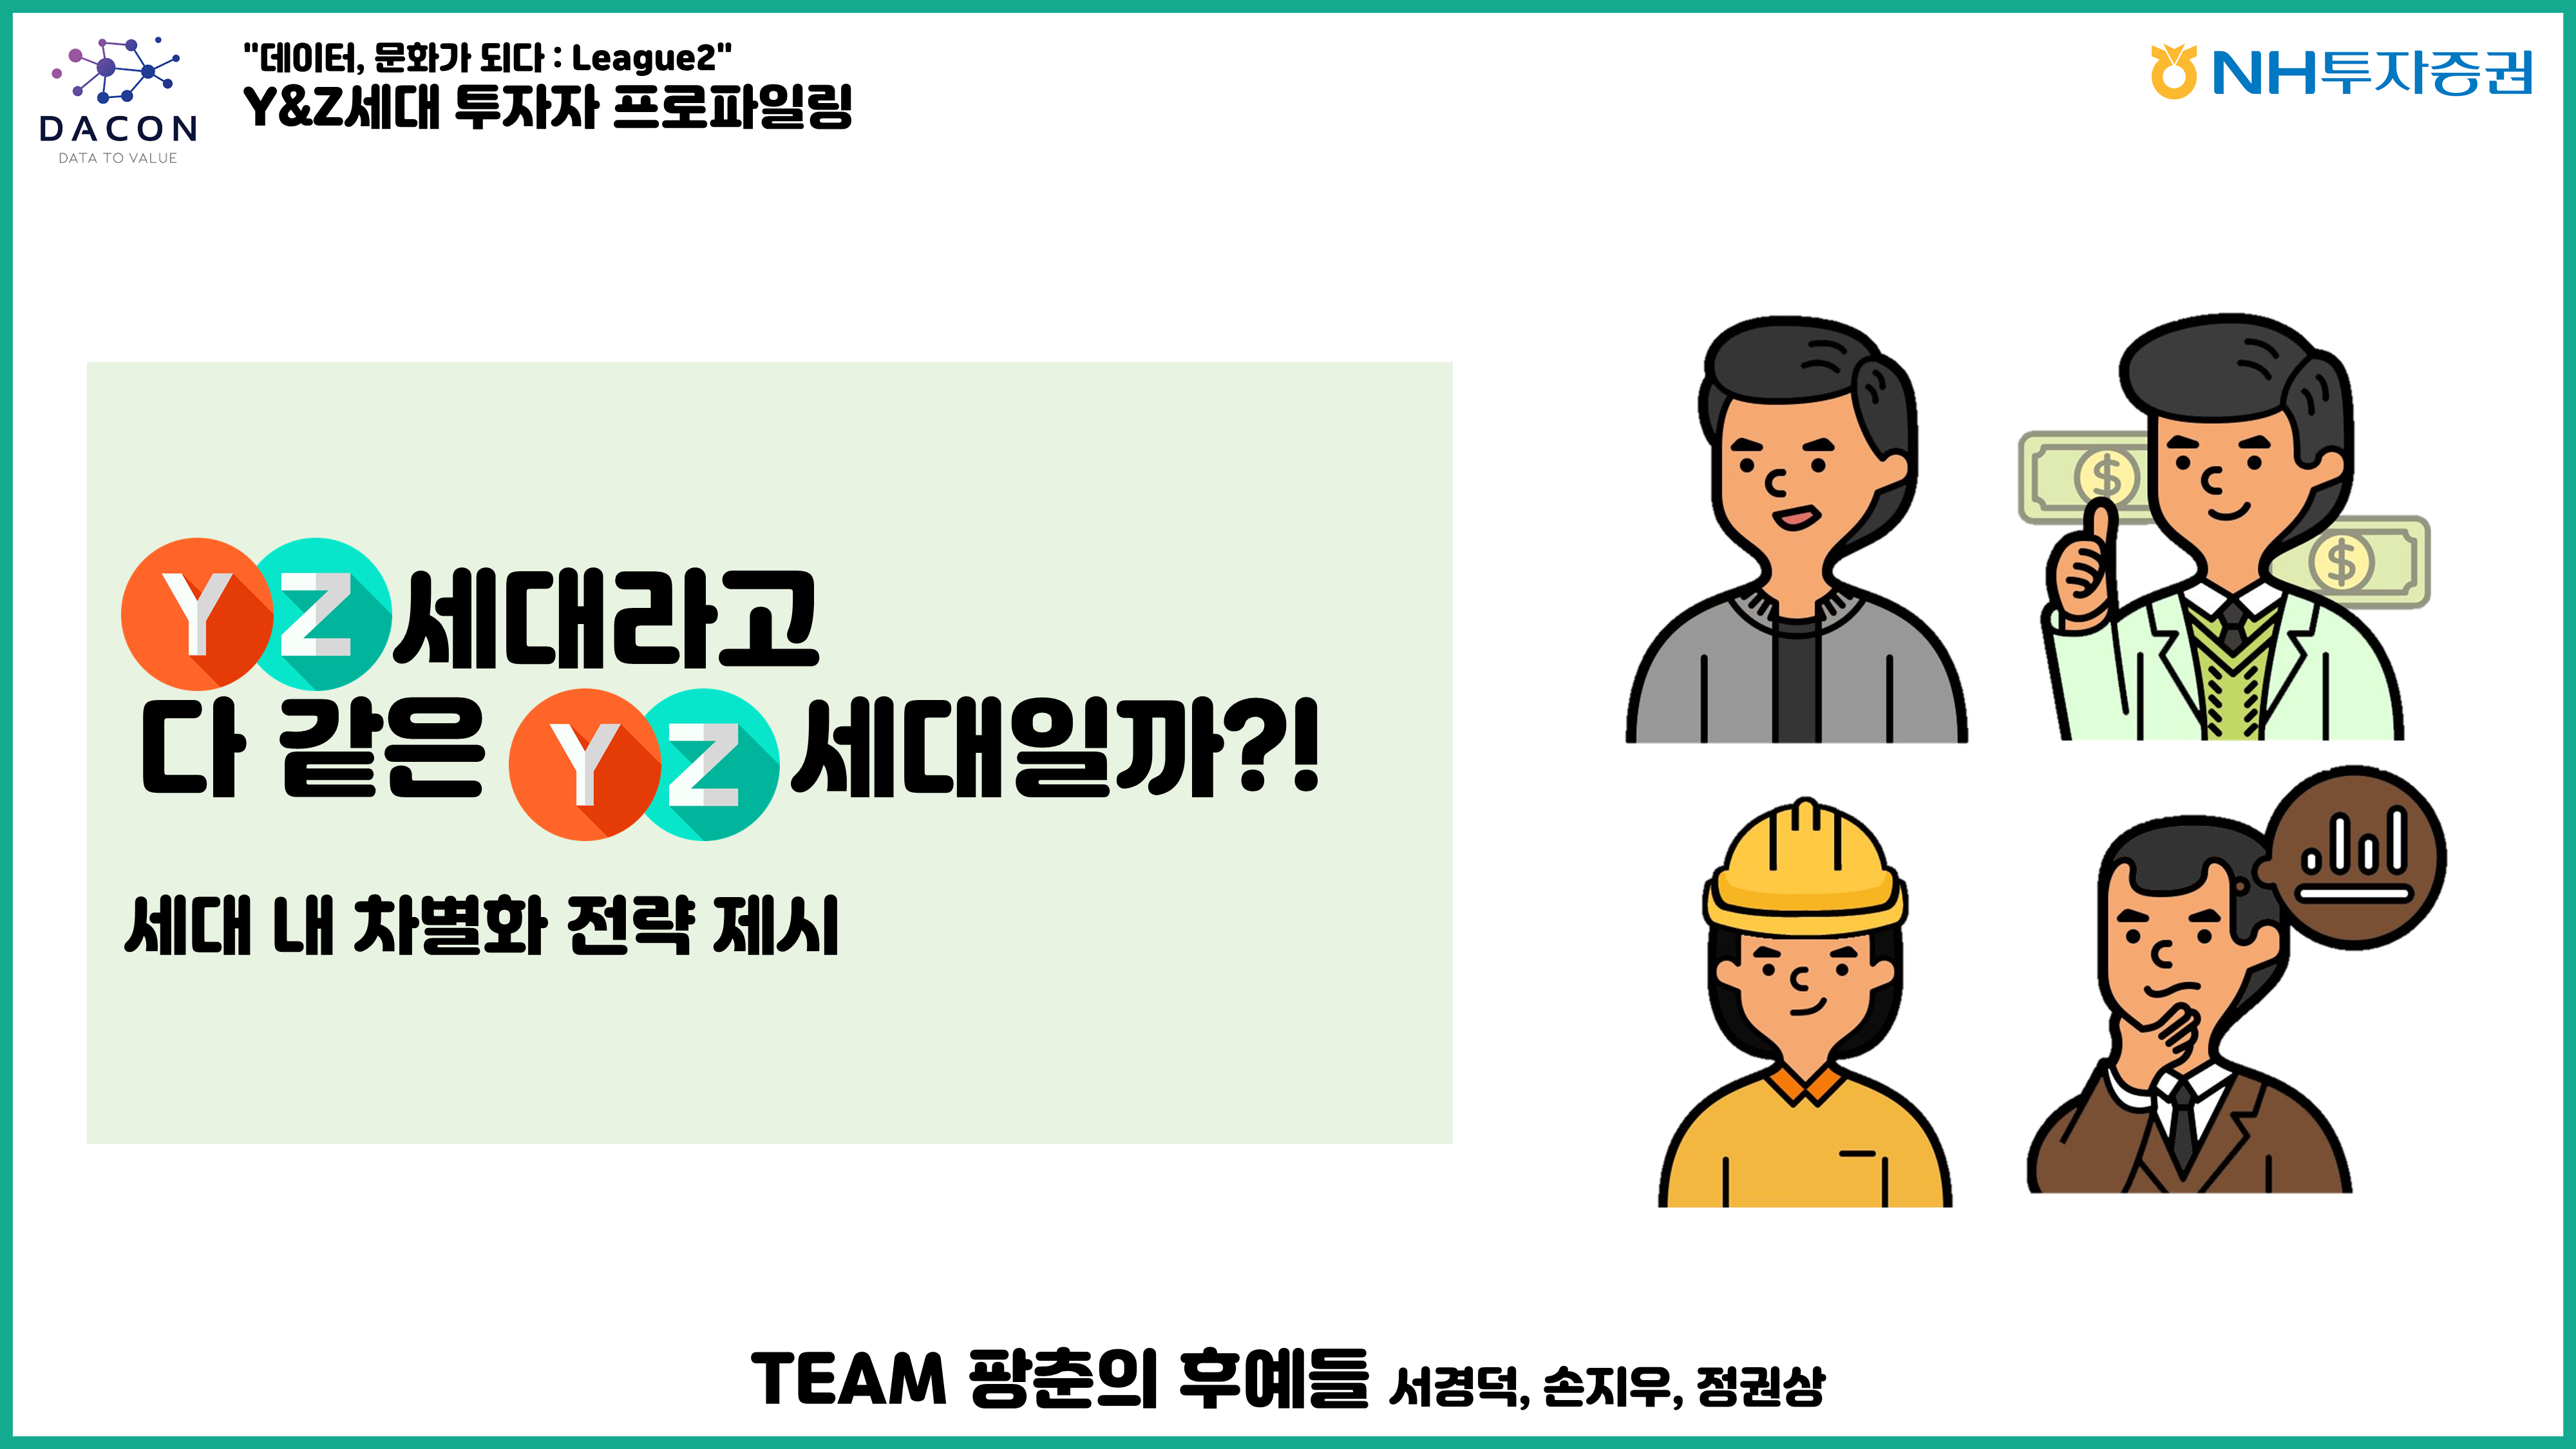 DACON
DATA TO VALUE
"데이터, 문화가 되다 : League2"
Y&Z세대 투자자 프로파일링
NH투자증권
YZ세대라고
다 같은 YZ세대일까?!
세대 내 차별화 전략 제시
$
$
TEAM 팡춘의 후예들 서경덕, 손지우, 정권상